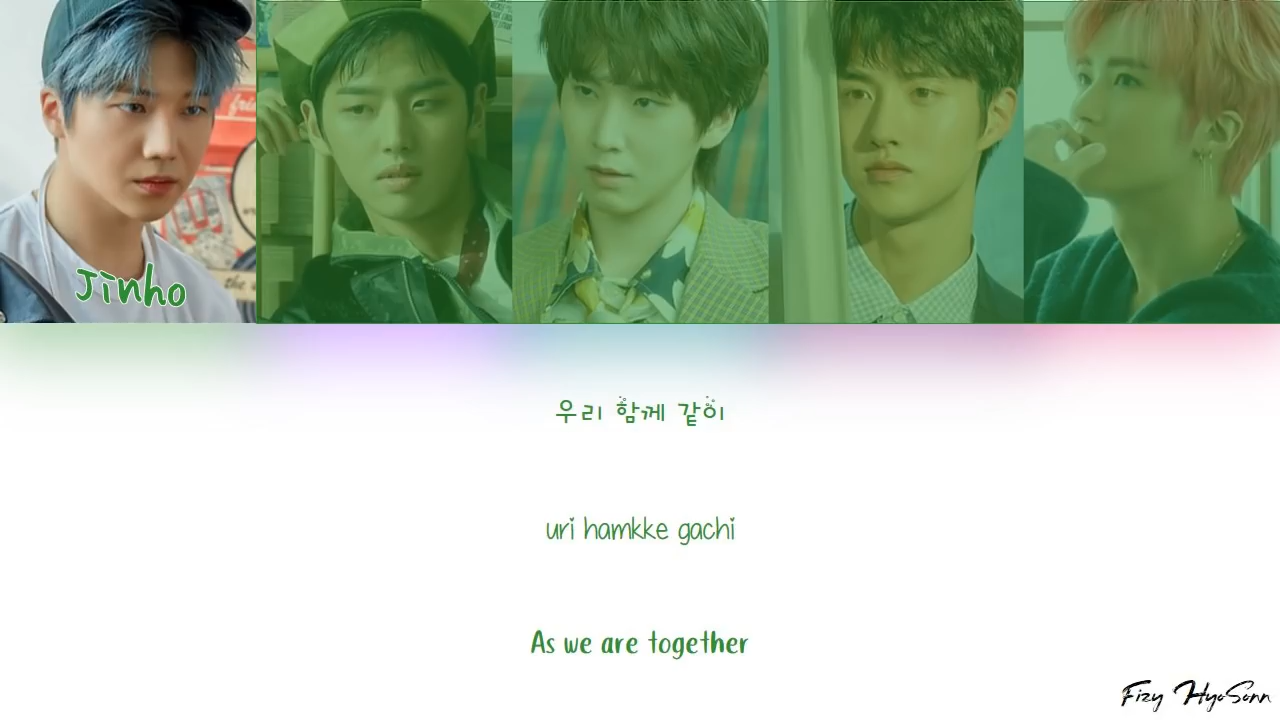 Jinho
우리 함께 같이
uri hamkke gachi
As we are together
Fizy HyoSonn